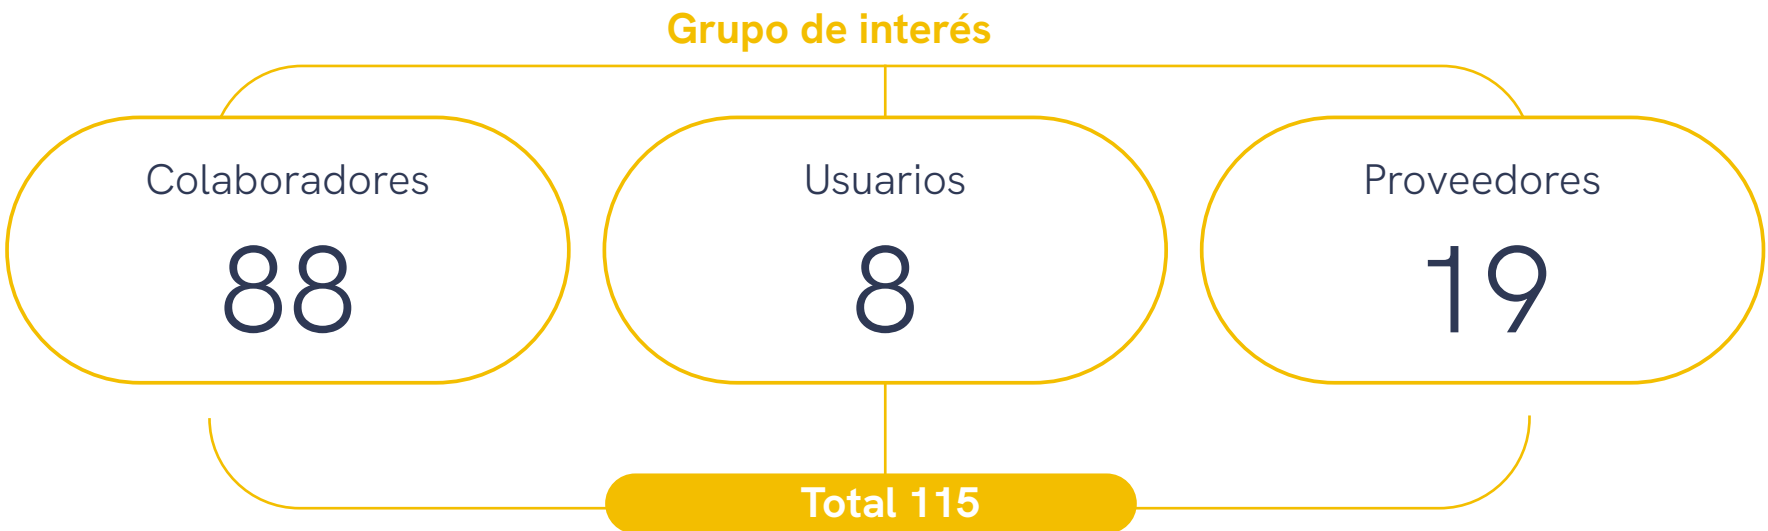 Grupo de interés
Colaboradores
88
Usuarios
8
Proveedores
19
Total 115